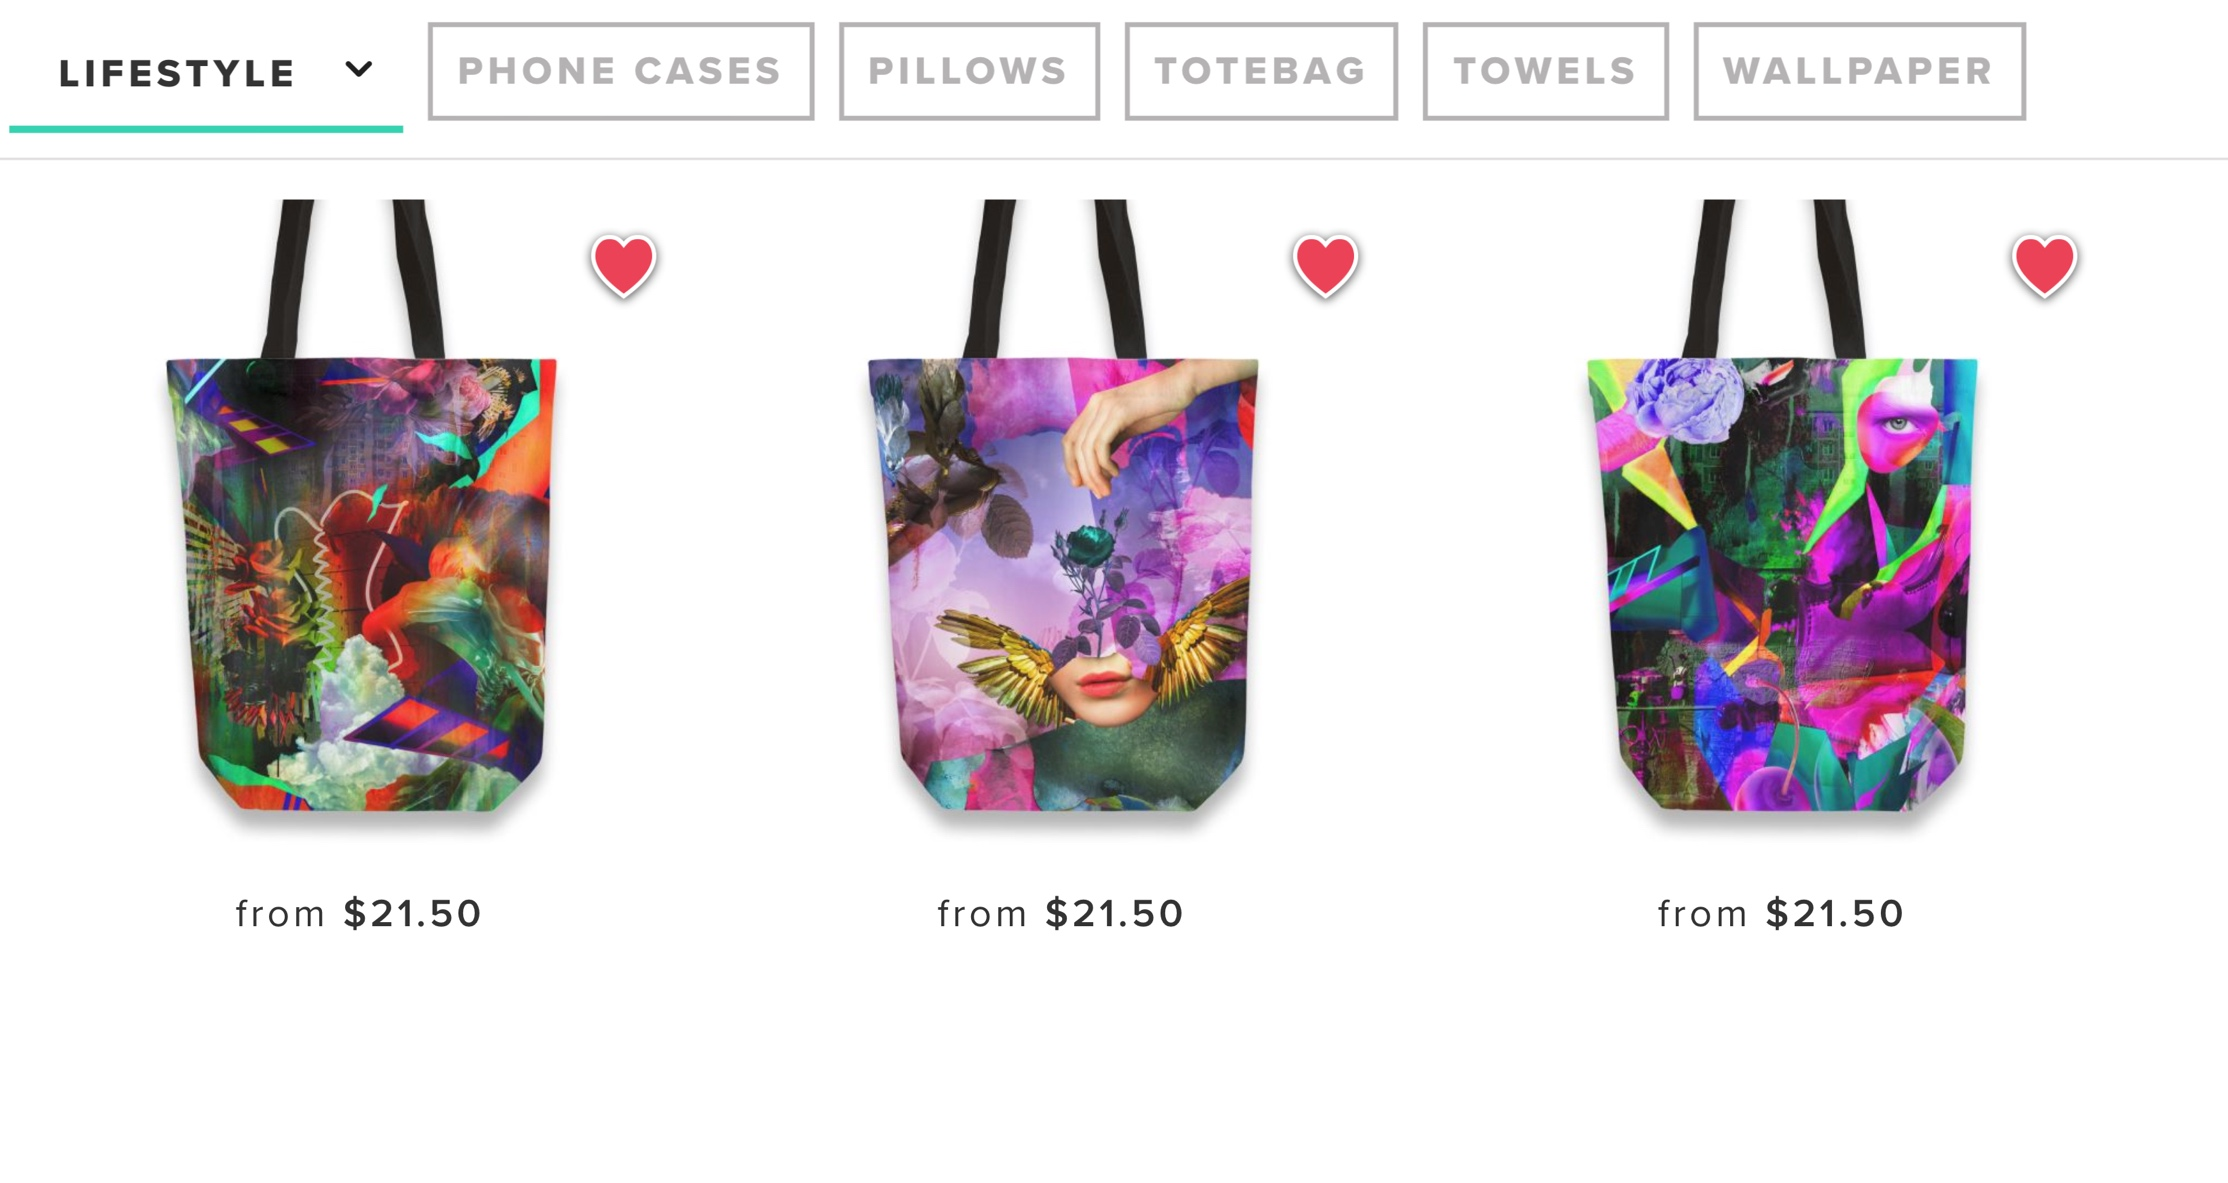 LIFESTYLE
PHONE CASES
PILLOWS
TOTEBAG
TOWELS
WALLPAPER
from $21.50
from $21.50
from $21.50